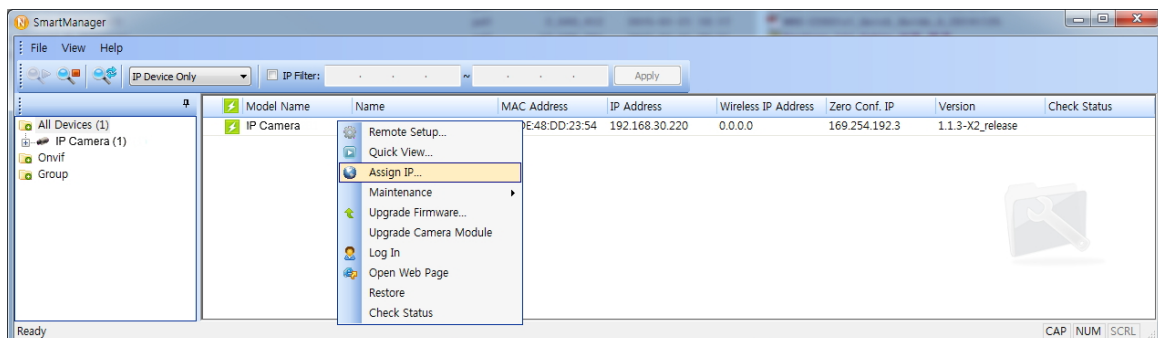 SmartManager
File View Help
IP Device Only IP Filter: . . . ~ . . . Apply
Model Name Name MAC Address IP Address Wireless IP Address Zero Conf. IP Version Check Status
All Devices (1)
IP Camera (1)
Onvif
Group
IP Camera DE:48:DD:23:54 192.168.30.220 0.0.0.0 169.254.192.3 1.1.3-X2_release
Remote Setup...
Quick View...
Assign IP...
Maintenance
Upgrade Firmware...
Upgrade Camera Module
Log In
Open Web Page
Restore
Check Status
Ready CAP NUM SCRL